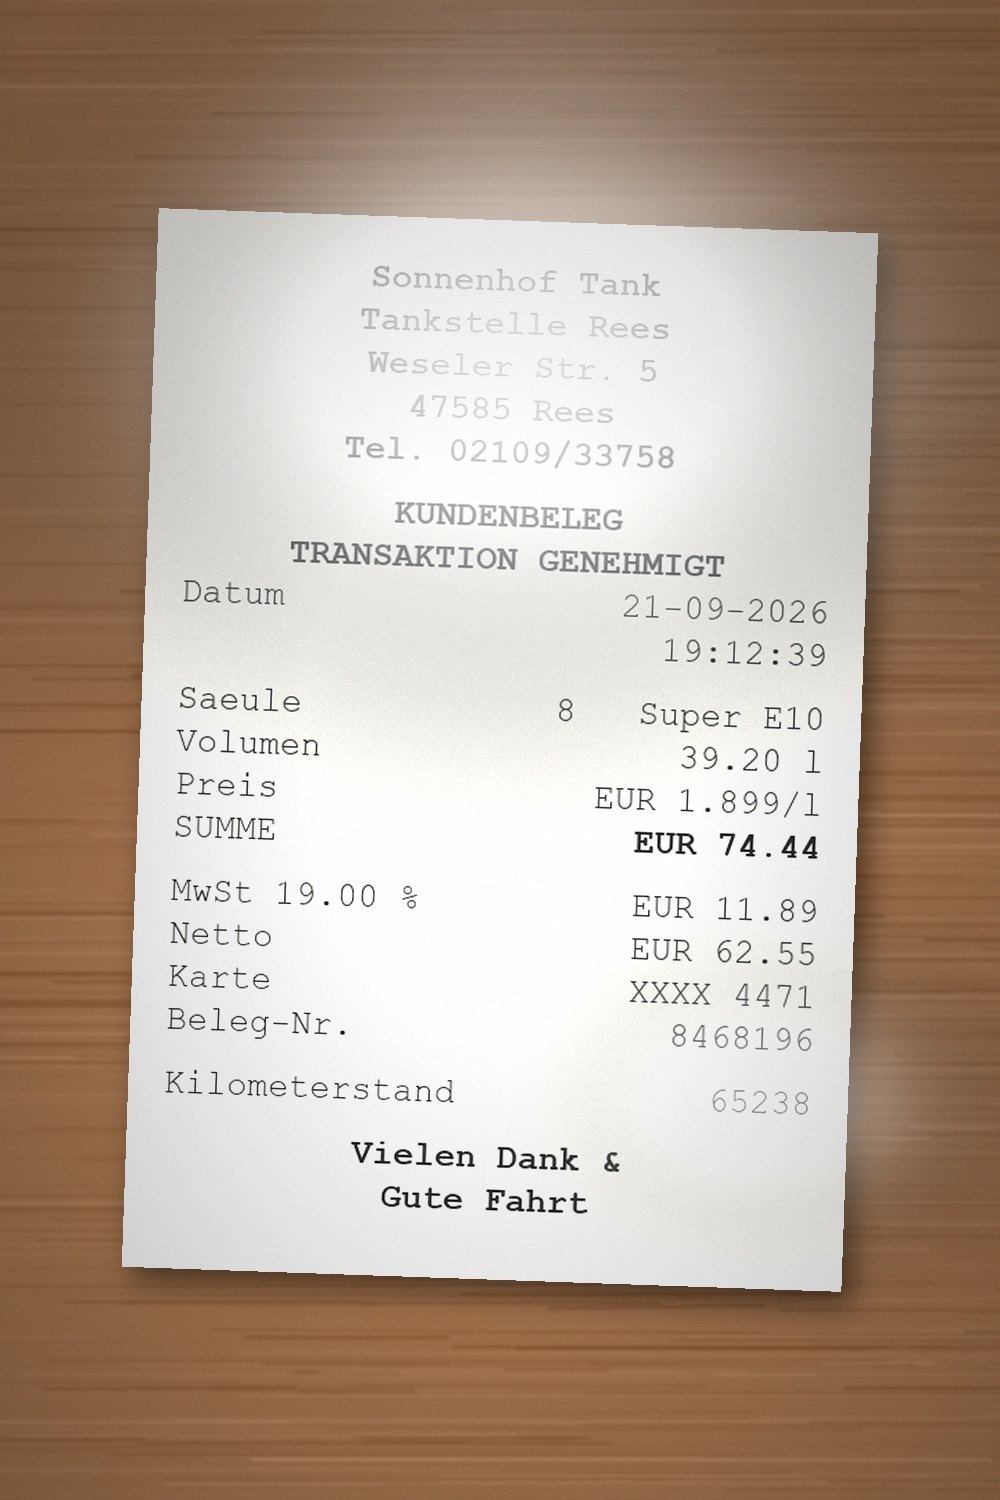 Sonnenhof Tank
Tankstelle Rees
Weseler Str. 5
47585 Rees
Tel. 02109/33758
KUNDENBELEG
TRANSAKTION GENEHMIGT
Datum 21-09-2026
19:12:39
Saeule 8 Super E10
Volumen 39.20 l
Preis EUR 1.899/l
SUMME EUR 74.44
MwSt 19.00 % EUR 11.89
Netto EUR 62.55
Karte XXXX 4471
Beleg-Nr. 8468196
Kilometerstand 65238
Vielen Dank &
Gute Fahrt